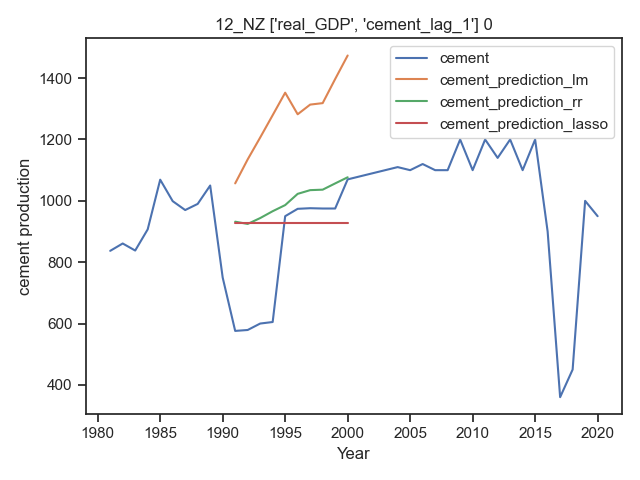 12_NZ ['real_GDP', 'cement_lag_1'] 0
cement
cement_prediction_lm
cement_prediction_rr
cement_prediction_lasso
cement production
1400
1200
1000
800
600
400
1980
1985
1990
1995
2000
2005
2010
2015
2020
Year